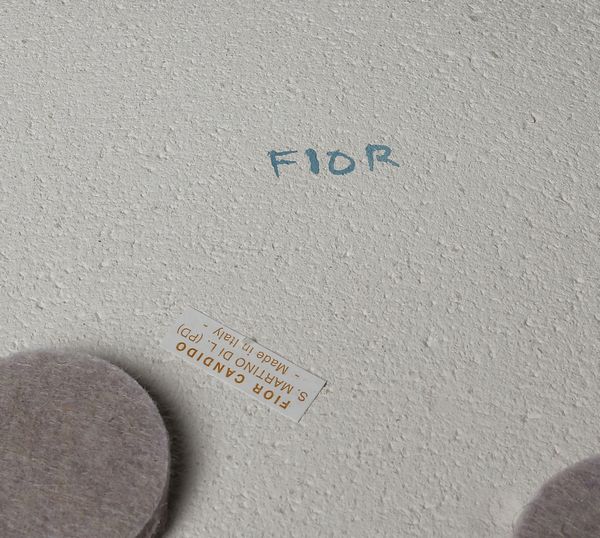 FIOR
FIOR CANDIDO
S. MARTINO DI L. (PD)
- Made in Italy -